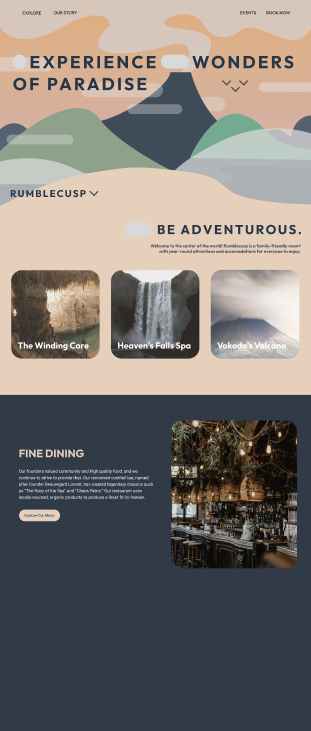 EXPLORE OUR STORY EVENTS BOOK NOW
EXPERIENCE WONDERS
OF PARADISE
RUMBLECUSP
BE ADVENTUROUS.
Welcome to the center of the world! Rumblecusp is a family-friendly resort
with year-round attractions and accomodations for everyone to enjoy.
The Winding Core
Heaven's Falls Spa
Vokodo's Volcano
FINE DINING
Our founders valued community and high quality food, and we
continue to strive to provide that. Our renowned cocktail bar, named
after founder Beauregard Lionett, has created legendary classics such
as "The Ruby of the Sea" and "Chaos Heirs." Our restaurant uses
locally-sourced, organic products to produce a feast fit for heroes.
Explore Our Menu